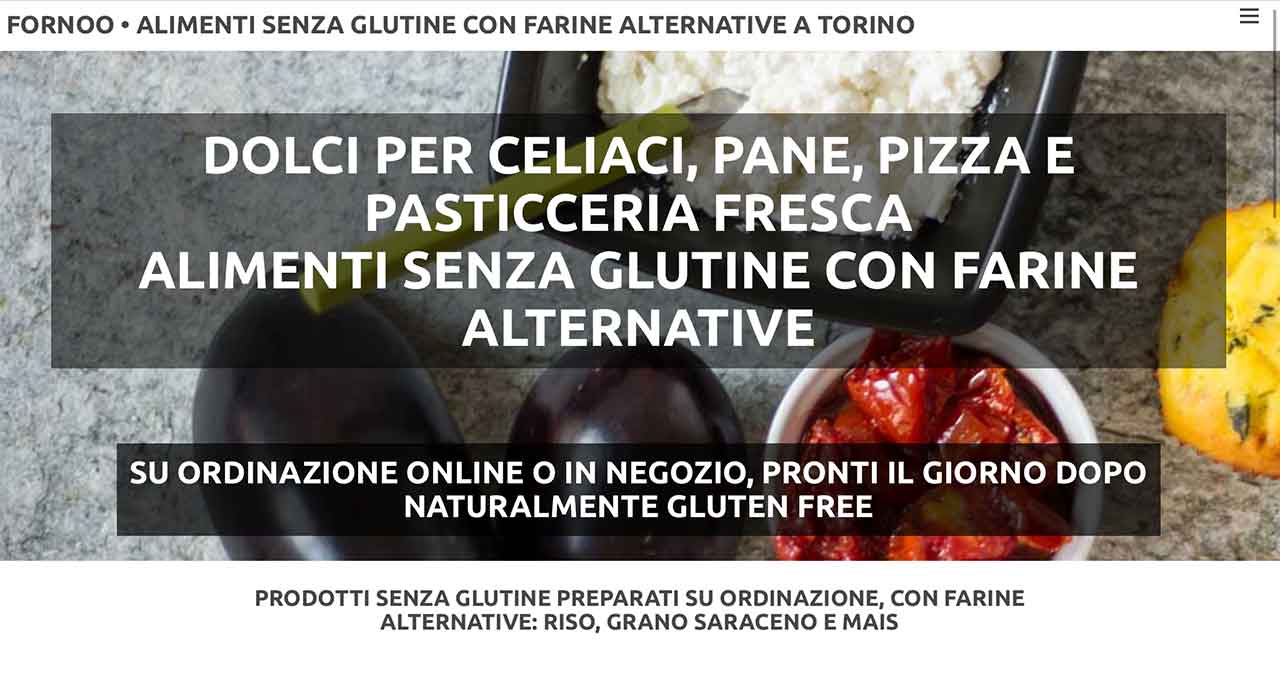 FORNOO • ALIMENTI SENZA GLUTINE CON FARINE ALTERNATIVE A TORINO
DOLCI PER CELIACI, PANE, PIZZA E
PASTICCERIA FRESCA
ALIMENTI SENZA GLUTINE CON FARINE
ALTERNATIVE
SU ORDINAZIONE ONLINE O IN NEGOZIO, PRONTI IL GIORNO DOPO
NATURALMENTE GLUTEN FREE
PRODOTTI SENZA GLUTINE PREPARATI SU ORDINAZIONE, CON FARINE
ALTERNATIVE: RISO, GRANO SARACENO E MAIS